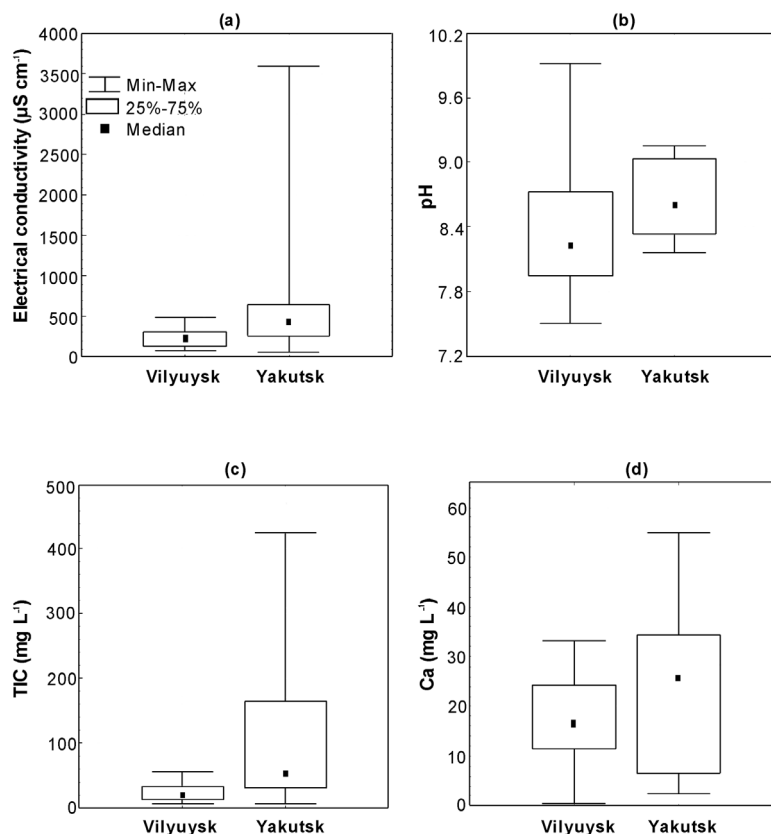 (a)
Electrical conductivity (µS cm⁻¹)
4000
3500
3000
2500
2000
1500
1000
500
0
Min-Max
25%-75%
Median
Vilyuysk Yakutsk
(b)
pH
10.2
9.6
9.0
8.4
7.8
7.2
Vilyuysk Yakutsk
(c)
TIC (mg L⁻¹)
500
400
300
200
100
0
Vilyuysk Yakutsk
(d)
Ca (mg L⁻¹)
60
50
40
30
20
10
0
Vilyuysk Yakutsk